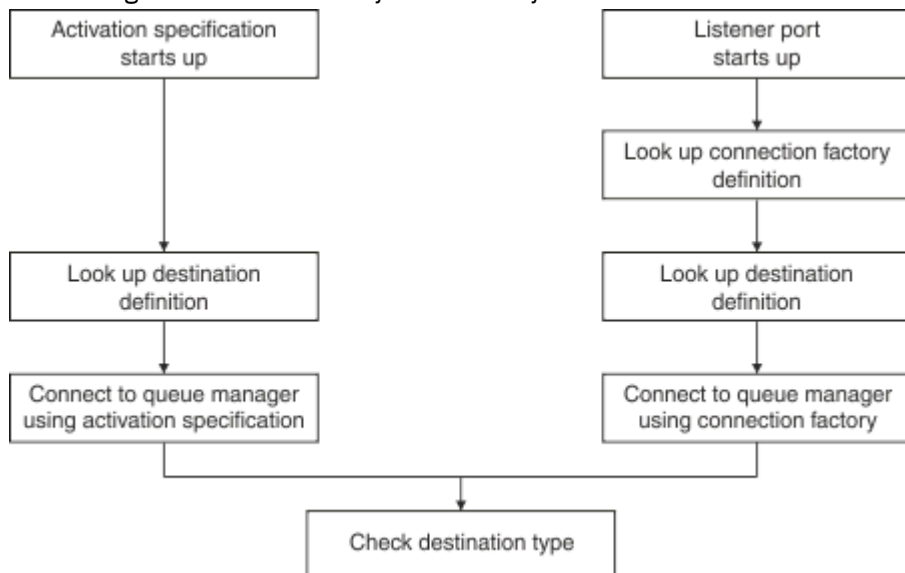 Activation specification
starts up
Listener port
starts up
Look up connection factory
definition
Look up destination
definition
Look up destination
definition
Connect to queue manager
using activation specification
Connect to queue manager
using connection factory
Check destination type